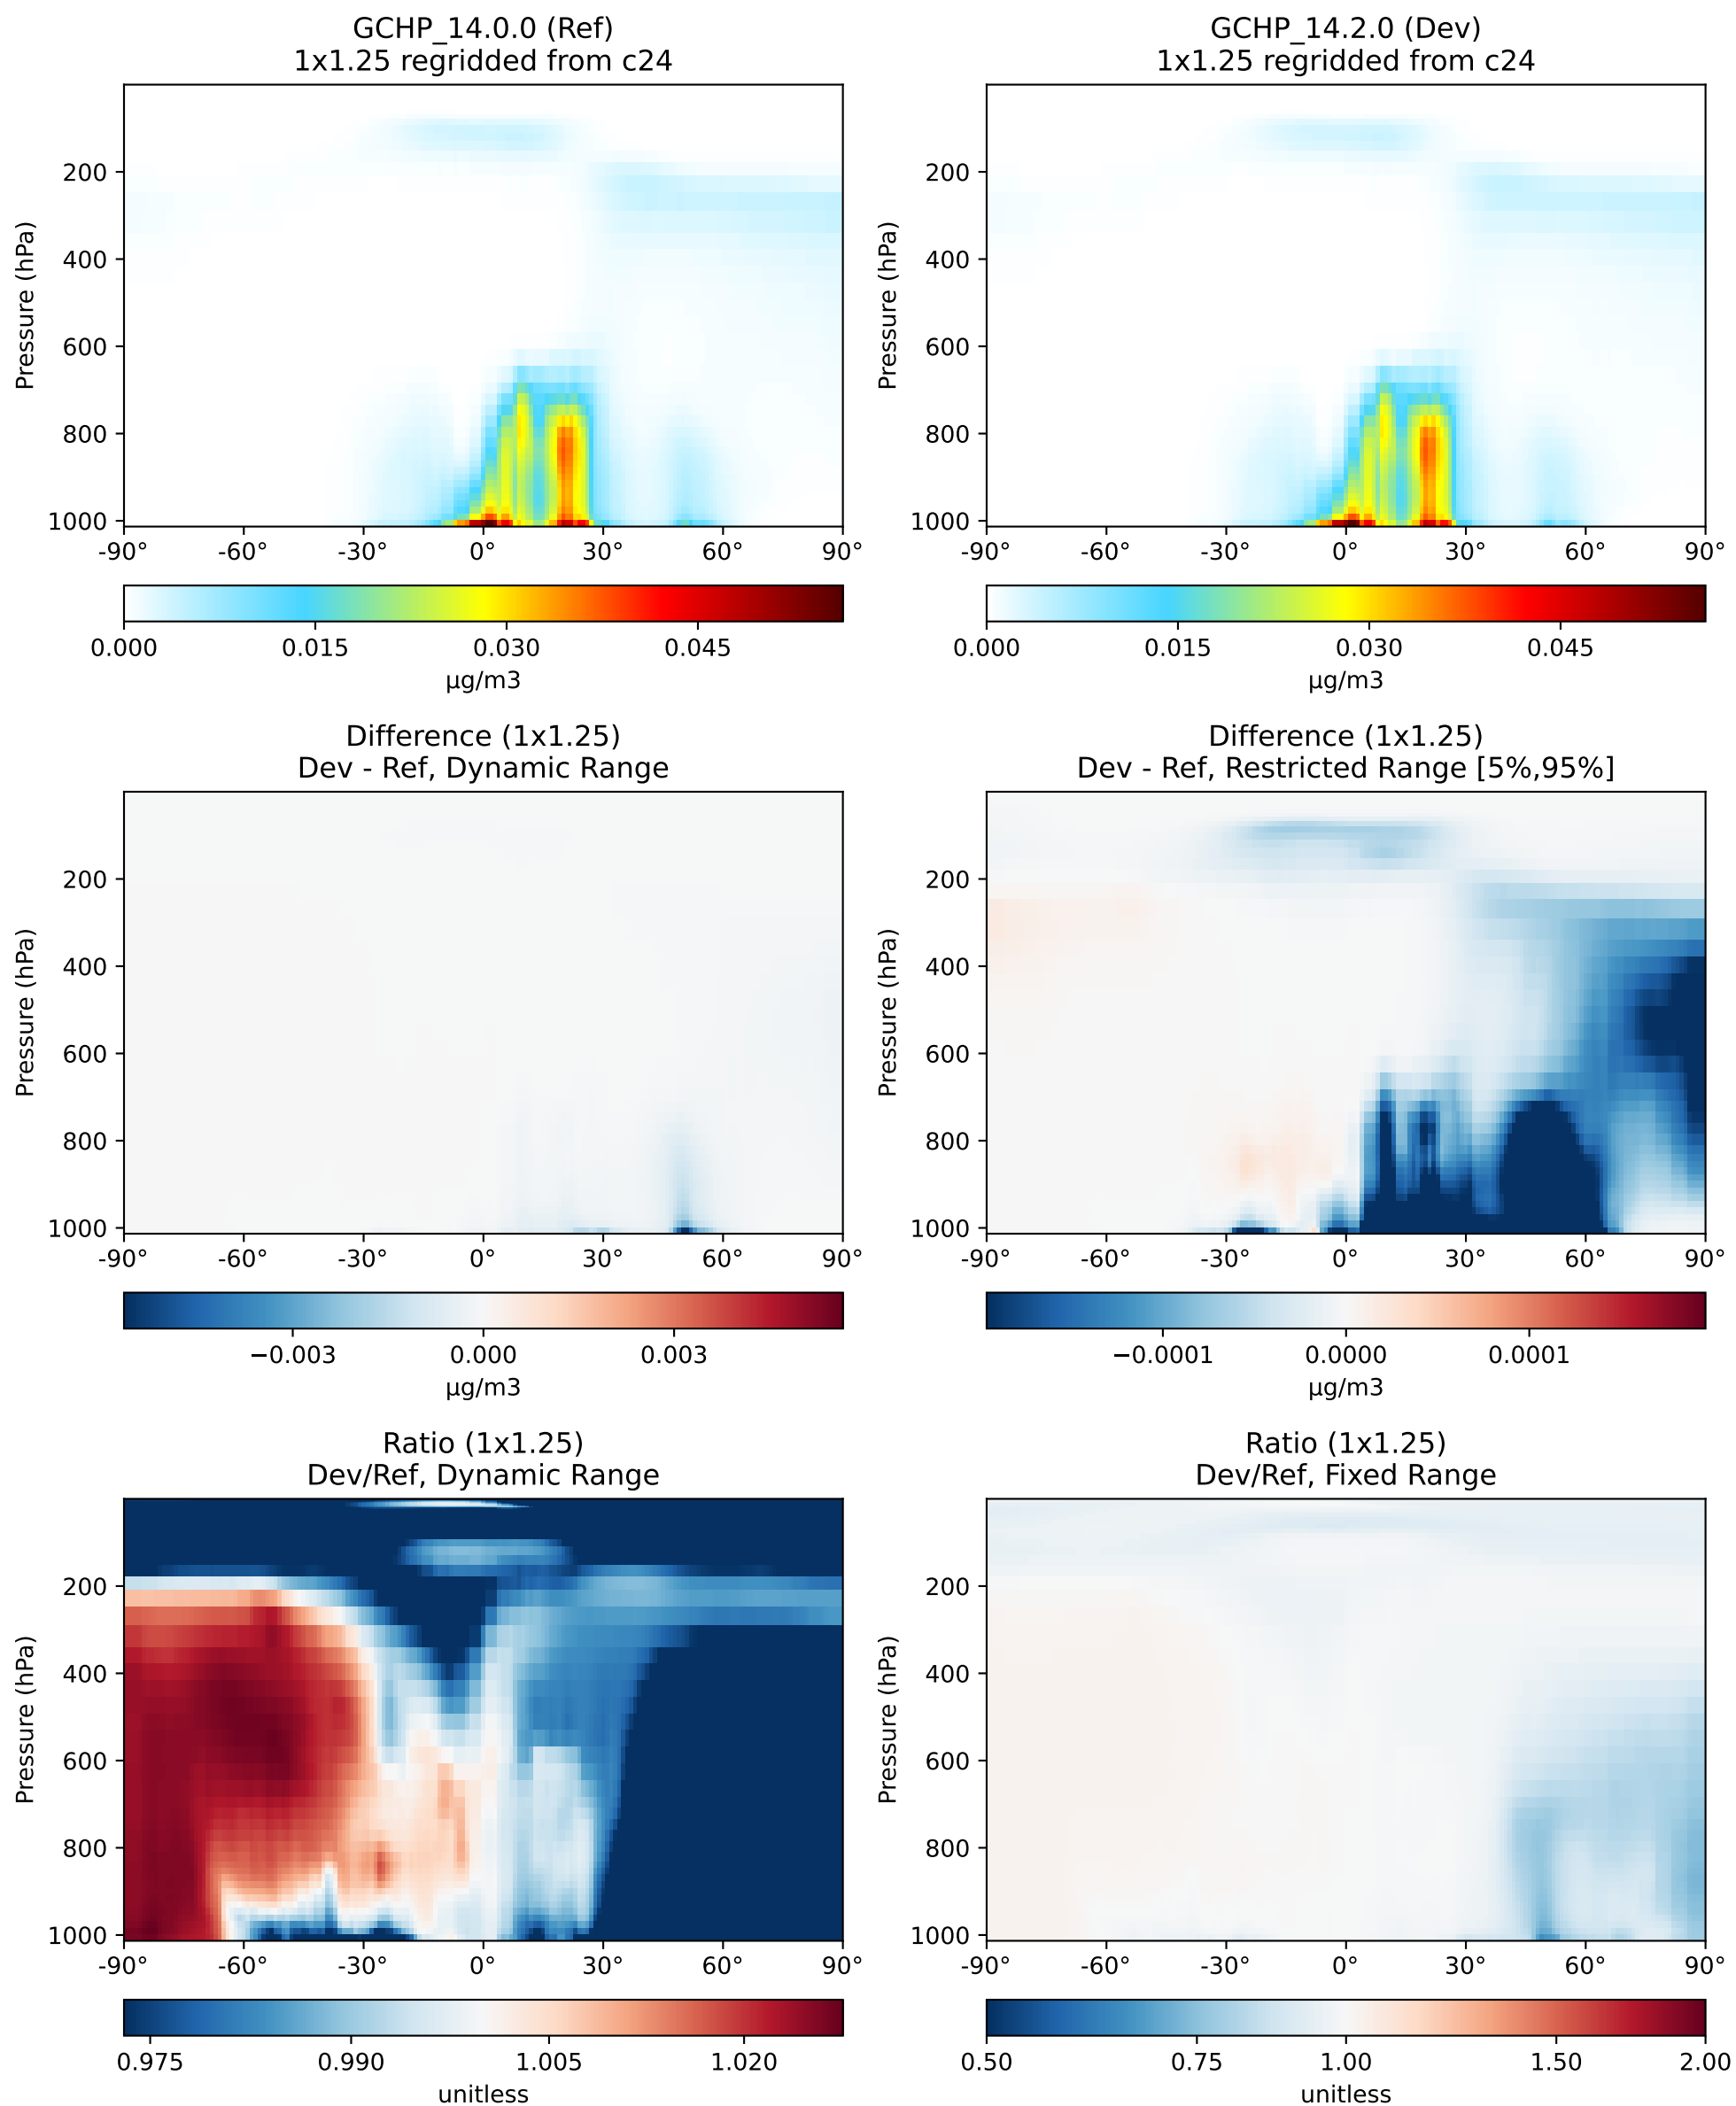 GCHP_14.0.0 (Ref)
1x1.25 regridded from c24
GCHP_14.2.0 (Dev)
1x1.25 regridded from c24
Pressure (hPa)
200
400
600
800
1000
-90° -60° -30° 0° 30° 60° 90°
0.000 0.015 0.030 0.045
µg/m3
Pressure (hPa)
200
400
600
800
1000
-90° -60° -30° 0° 30° 60° 90°
0.000 0.015 0.030 0.045
µg/m3
Difference (1x1.25)
Dev - Ref, Dynamic Range
Pressure (hPa)
200
400
600
800
1000
-90° -60° -30° 0° 30° 60° 90°
−0.003 0.000 0.003
µg/m3
Difference (1x1.25)
Dev - Ref, Restricted Range [5%,95%]
Pressure (hPa)
200
400
600
800
1000
-90° -60° -30° 0° 30° 60° 90°
−0.0001 0.0000 0.0001
µg/m3
Ratio (1x1.25)
Dev/Ref, Dynamic Range
Pressure (hPa)
200
400
600
800
1000
-90° -60° -30° 0° 30° 60° 90°
0.975 0.990 1.005 1.020
unitless
Ratio (1x1.25)
Dev/Ref, Fixed Range
Pressure (hPa)
200
400
600
800
1000
-90° -60° -30° 0° 30° 60° 90°
0.50 0.75 1.00 1.50 2.00
unitless